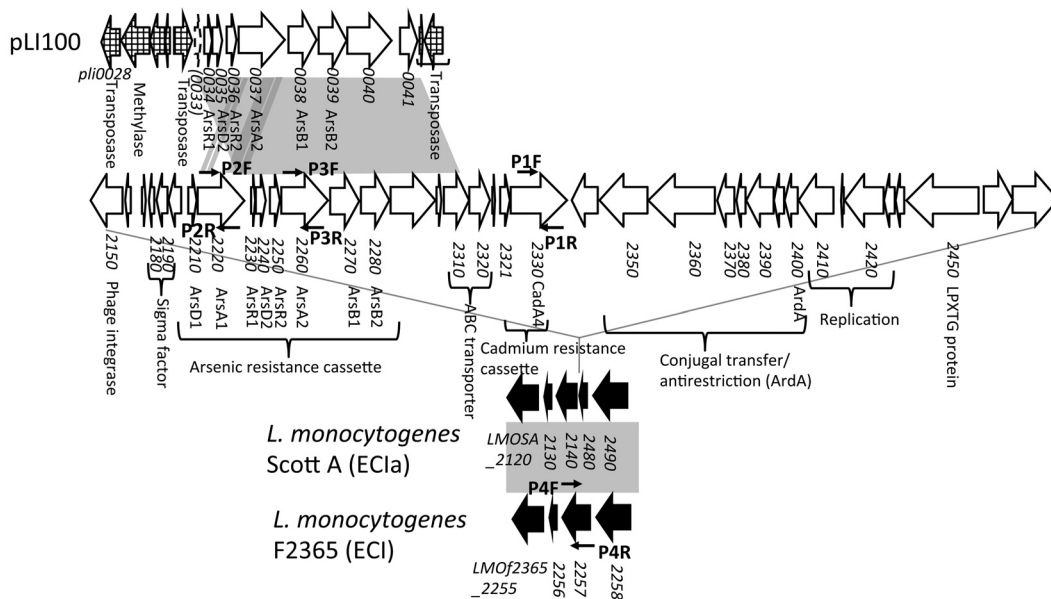 pLI100
pli0028
Transposase
Methylase
Transposase
(0033)
0034 ArsR1
0035 ArsD2
0036 ArsR2
0037 ArsA2
0038 ArsB1
0039 ArsB2
0040
0041
Transposase
P2F
P3F
P1F
P2R
P3R
P1R
2150 Phage integrase
2180
2190
Sigma factor
2210 ArsD1
2220 ArsA1
2230 ArsR1
2240 ArsD2
2250 ArsR2
2260 ArsA2
2270 ArsB1
2280 ArsB2
Arsenic resistance cassette
2310
2320
ABC transporter
2321
2330 CadA4
Cadmium resistance
cassette
2350
2360
2370
2380
2390
2400 ArdA
Conjugal transfer/
antirestriction (ArdA)
2410
2420
Replication
2450 LPXTG protein
L. monocytogenes
Scott A (ECIa)
LMOSA
_2120
2130
2140
2480
2490
P4F
L. monocytogenes
F2365 (ECI)
P4R
LMOf2365
_2255
2256
2257
2258